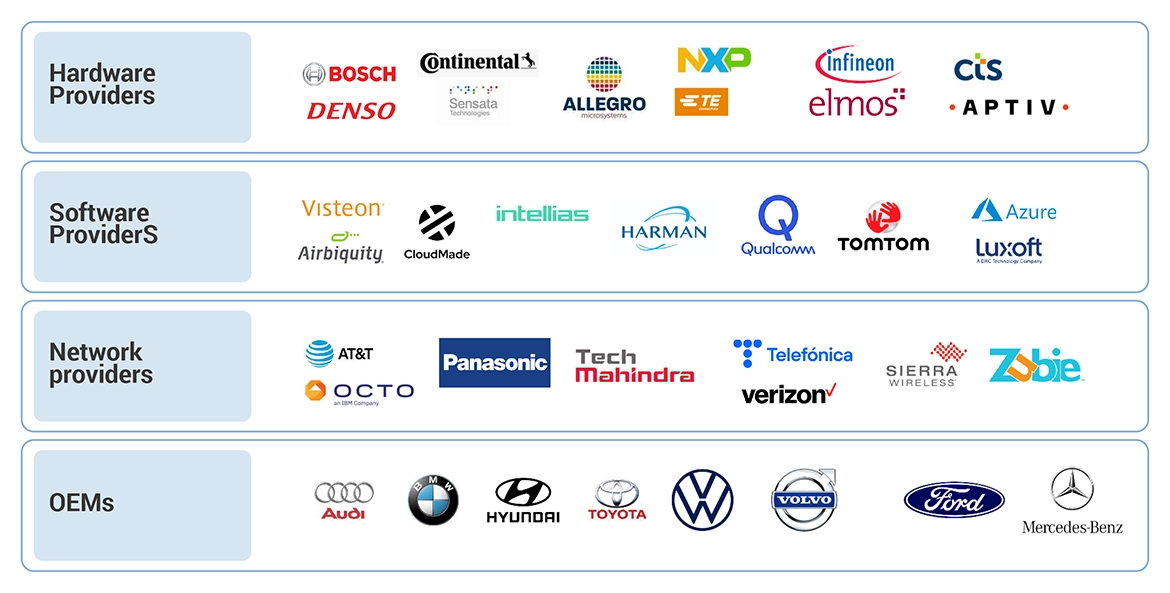 Hardware
Providers
BOSCH
DENSO
Continental
Sensata
Technologies
ALLEGRO
microsystems
NXP
TE
connectivity
infineon
elmos
CTS
APTIV
Software
ProviderS
Visteon
Airbiquity
CloudMade
intellias
HARMAN
Qualcomm
TOMTOM
Azure
Luxoft
A DXC Technology Company
Network
providers
AT&T
OCTO
an IBM Company
Panasonic
Tech
Mahindra
Telefónica
verizon
SIERRA
WIRELESS
Zubie
OEMs
Audi
BMW
HYUNDAI
TOYOTA
VW
VOLVO
Ford
Mercedes-Benz